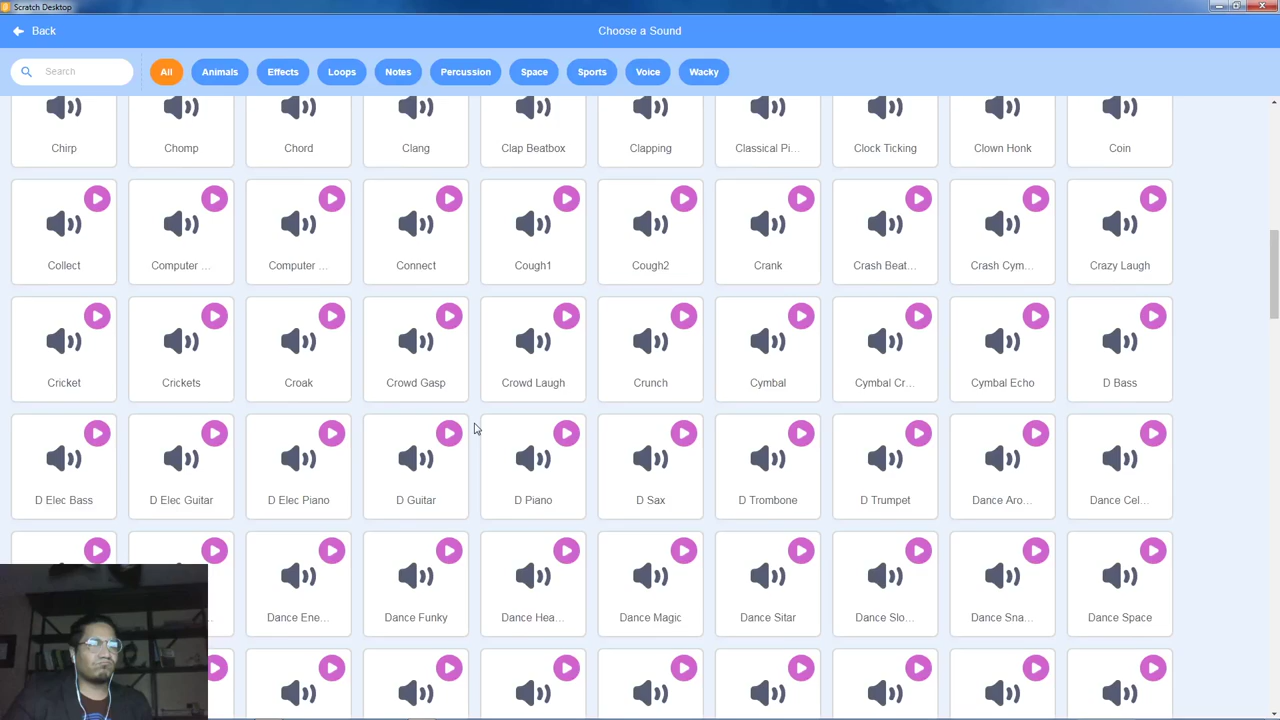 Scratch Desktop
Back
Choose a Sound
Search
All
Animals
Effects
Loops
Notes
Percussion
Space
Sports
Voice
Wacky
Chirp
Chomp
Chord
Clang
Clap Beatbox
Clapping
Classical Pi...
Clock Ticking
Clown Honk
Coin
Collect
Computer ...
Computer ...
Connect
Cough1
Cough2
Crank
Crash Beat...
Crash Cym...
Crazy Laugh
Cricket
Crickets
Croak
Crowd Gasp
Crowd Laugh
Crunch
Cymbal
Cymbal Cr...
Cymbal Echo
D Bass
D Elec Bass
D Elec Guitar
D Elec Piano
D Guitar
D Piano
D Sax
D Trombone
D Trumpet
Dance Aro...
Dance Cel...
Dance Ene...
Dance Funky
Dance Hea...
Dance Magic
Dance Sitar
Dance Slo...
Dance Sna...
Dance Space